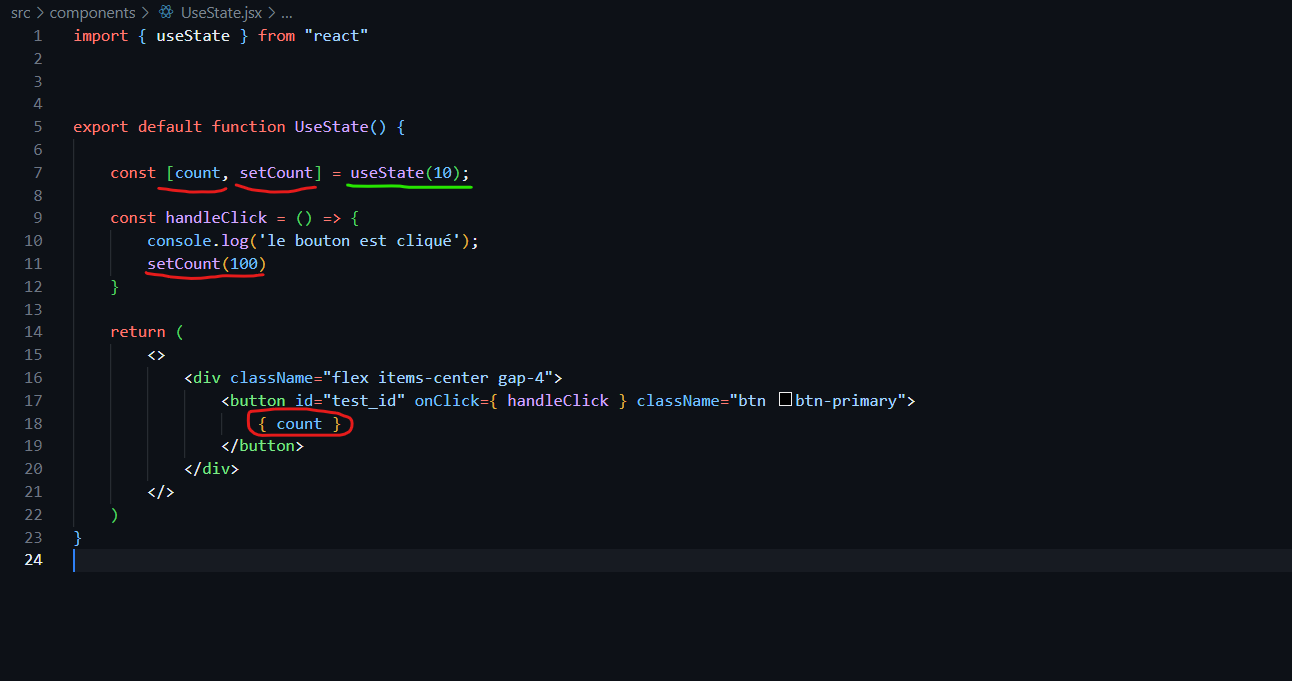 src > components > UseState.jsx > ...
1 import { useState } from "react"
2
3
4
5 export default function UseState() {
6
7 const [count, setCount] = useState(10);
8
9 const handleClick = () => {
10 console.log('le bouton est cliqué');
11 setCount(100)
12 }
13
14 return (
15 <>
16 <div className="flex items-center gap-4">
17 <button id="test_id" onClick={ handleClick } className="btn btn-primary">
18 { count }
19 </button>
20 </div>
21 </>
22 )
23 }
24